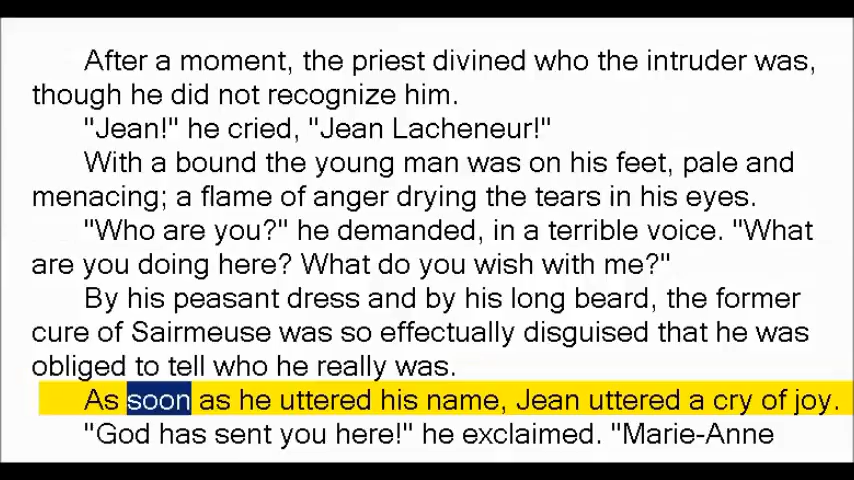 After a moment, the priest divined who the intruder was,
though he did not recognize him.
"Jean!" he cried, "Jean Lacheneur!"
With a bound the young man was on his feet, pale and
menacing; a flame of anger drying the tears in his eyes.
"Who are you?" he demanded, in a terrible voice. "What
are you doing here? What do you wish with me?"
By his peasant dress and by his long beard, the former
cure of Sairmeuse was so effectually disguised that he was
obliged to tell who he really was.
As soon as he uttered his name, Jean uttered a cry of joy.
"God has sent you here!" he exclaimed. "Marie-Anne